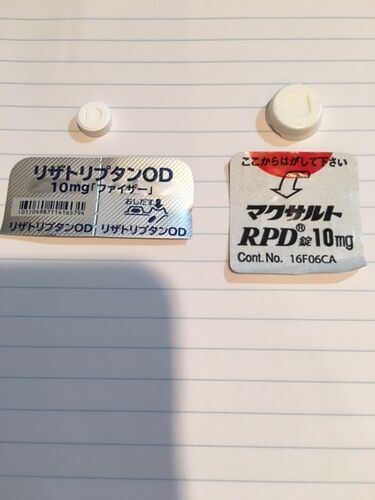 リザトリプタンOD
10mg「ファイザー」
おしだす
(01)04987114165794
リザトリプタンOD リザトリプタンOD
ここからはがして下さい
マクサルト
RPD®錠10mg
Cont.No. 16F06CA